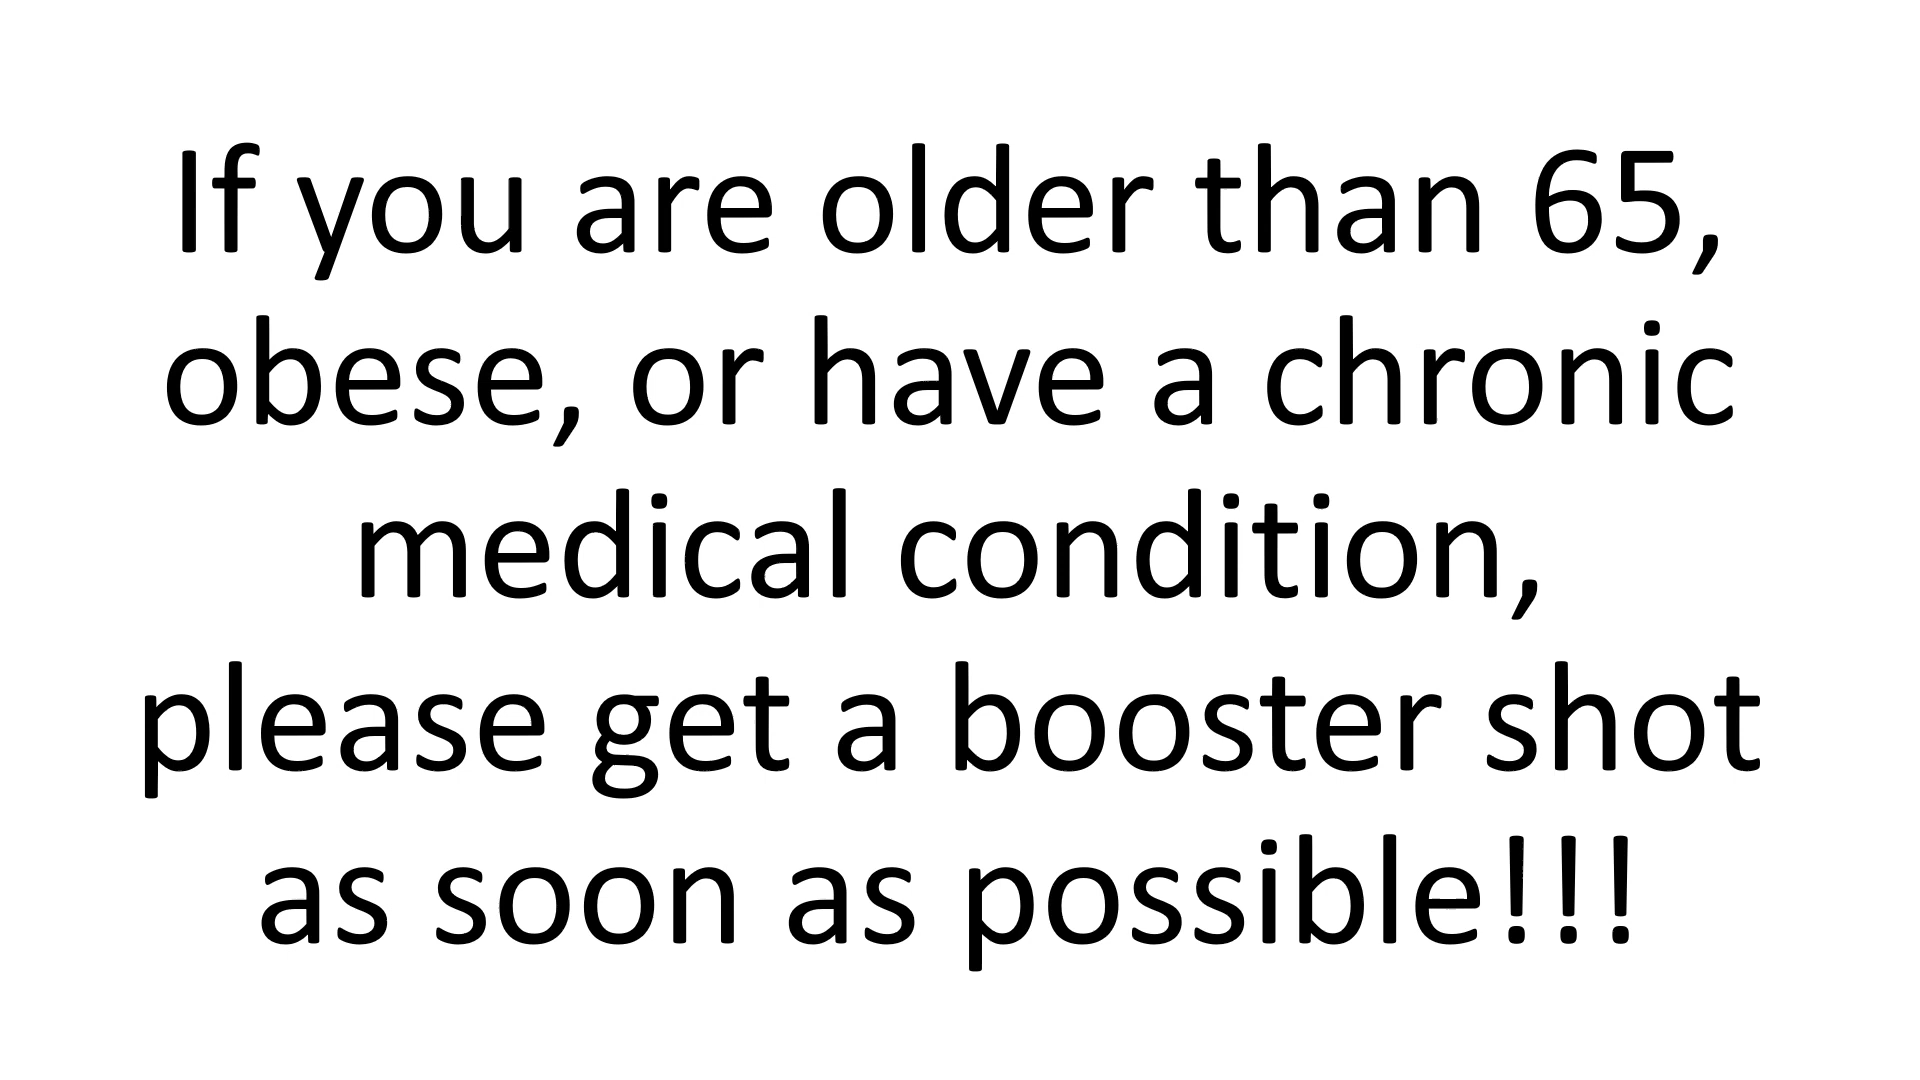 If you are older than 65,
obese, or have a chronic
medical condition,
please get a booster shot
as soon as possible!!!